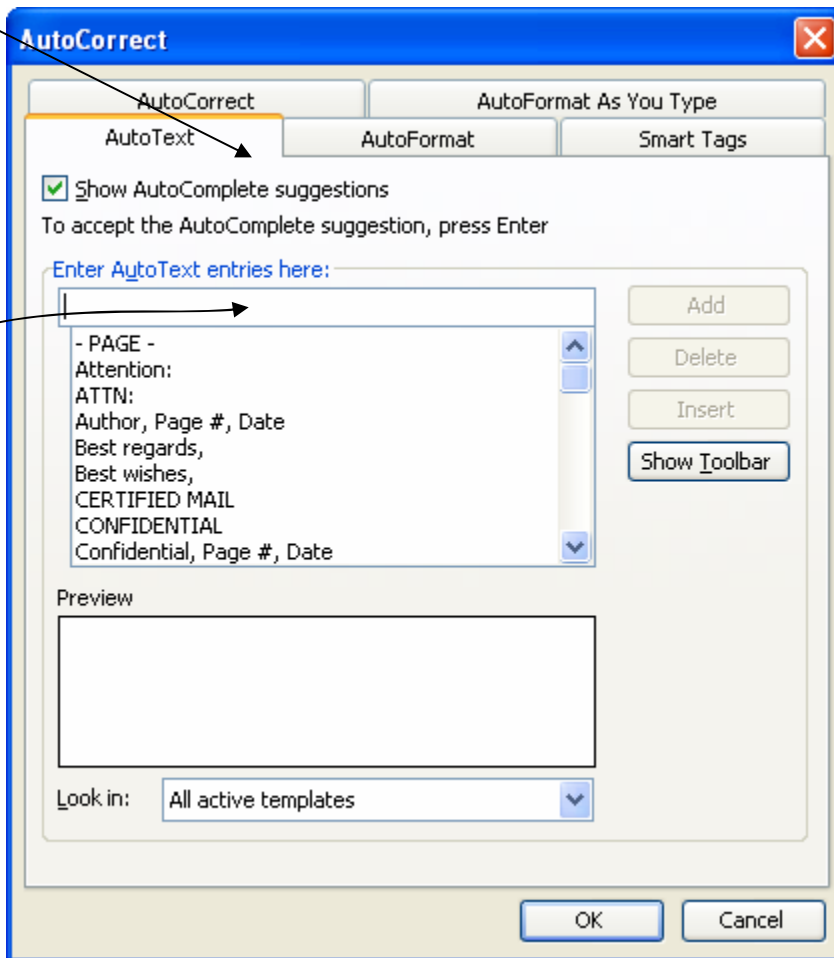 AutoCorrect
AutoCorrect AutoFormat As You Type
AutoText AutoFormat Smart Tags
Show AutoComplete suggestions
To accept the AutoComplete suggestion, press Enter
Enter AutoText entries here:
Add
- PAGE -
Attention:
Delete
ATTN:
Author, Page #, Date
Insert
Best regards,
Best wishes,
Show Toolbar
CERTIFIED MAIL
CONFIDENTIAL
Confidential, Page #, Date
Preview
Look in: All active templates
OK Cancel